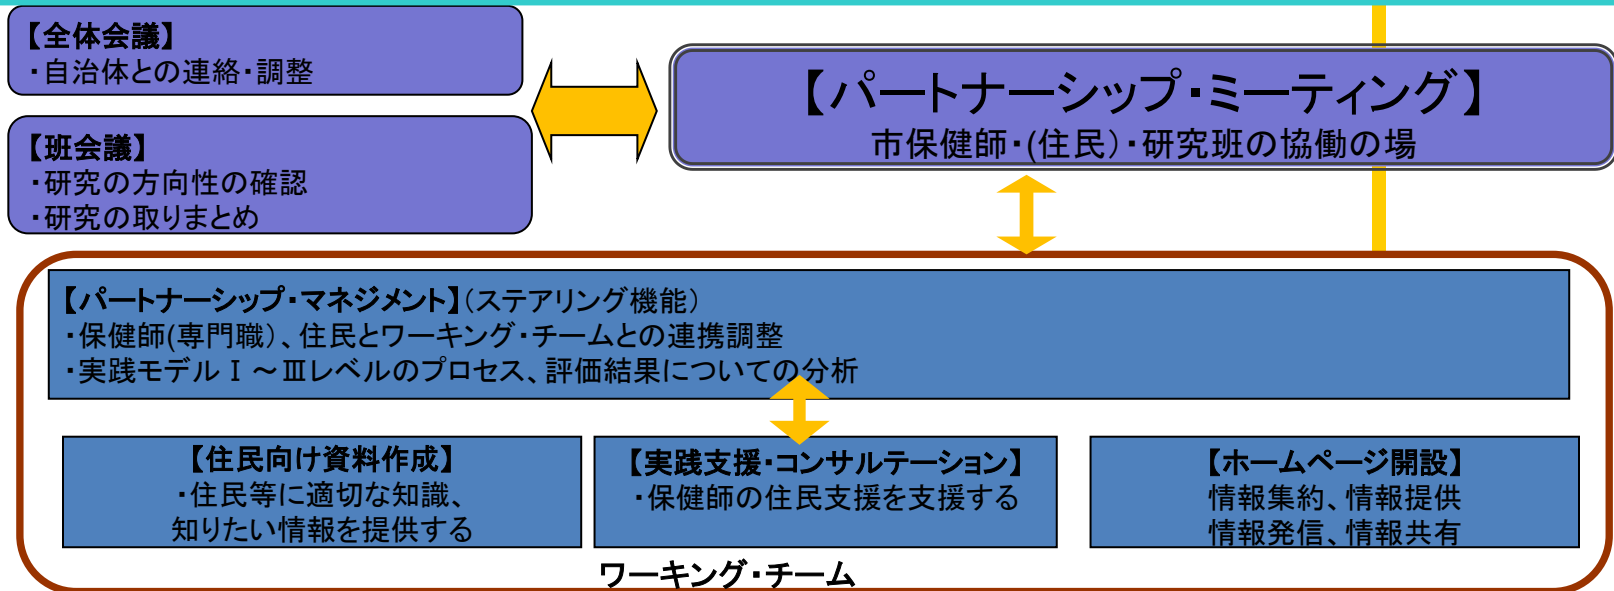 【全体会議】
・自治体との連絡・調整
【班会議】
・研究の方向性の確認
・研究の取りまとめ
【パートナーシップ・ミーティング】
市保健師・(住民)・研究班の協働の場
【パートナーシップ・マネジメント】(ステアリング機能)
・保健師(専門職)、住民とワーキング・チームとの連携調整
・実践モデルⅠ～Ⅲレベルのプロセス、評価結果についての分析
【住民向け資料作成】
・住民等に適切な知識、
知りたい情報を提供する
【実践支援・コンサルテーション】
・保健師の住民支援を支援する
【ホームページ開設】
情報集約、情報提供
情報発信、情報共有
ワーキング・チーム